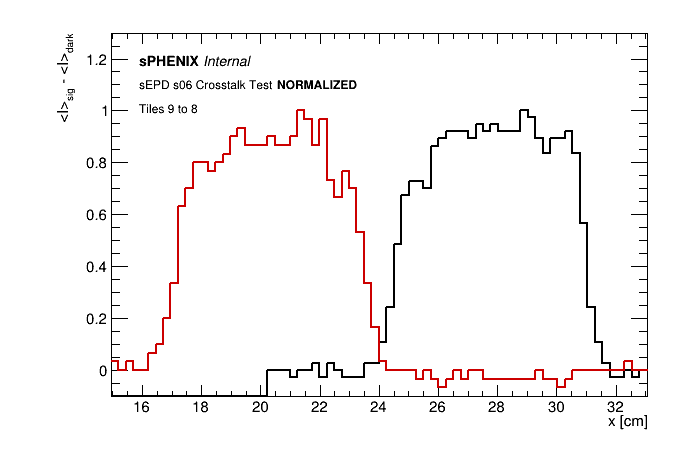 <I>sig - <I>dark
sPHENIX Internal
sEPD s06 Crosstalk Test NORMALIZED
Tiles 9 to 8
1.2
1
0.8
0.6
0.4
0.2
0
16 18 20 22 24 26 28 30 32
x [cm]